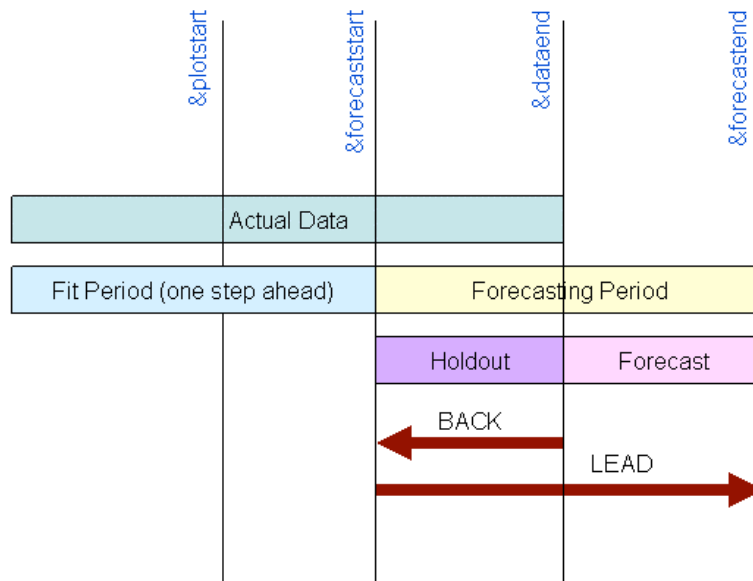 &plotstart
&forecaststart
&dataend
&forecastend
Actual Data
Fit Period (one step ahead)
Forecasting Period
Holdout
Forecast
BACK
LEAD